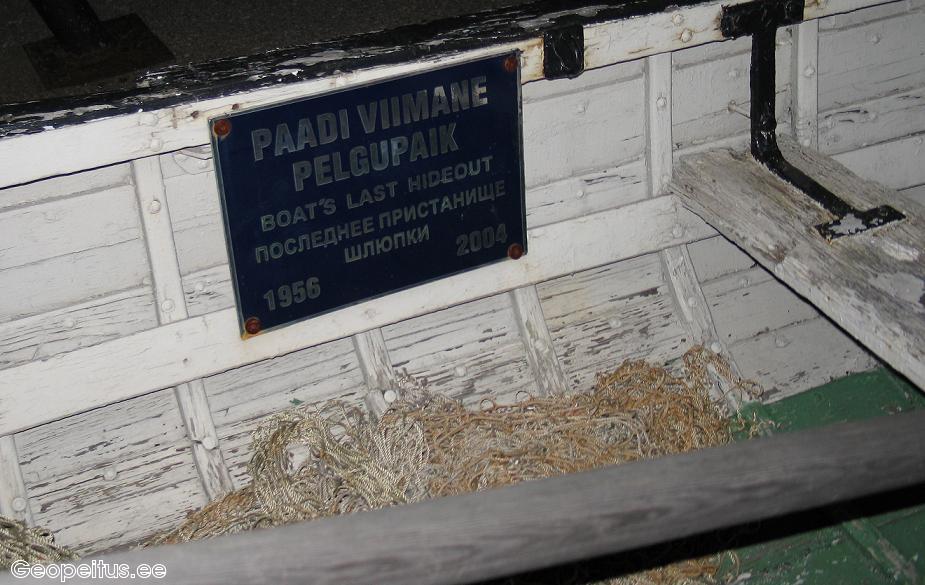 PAADI VIIMANE
PELGUPAIK
BOAT'S LAST HIDEOUT
ПОСЛЕДНЕЕ ПРИСТАНИЩЕ
ШЛЮПКИ
1956 2004
Geopeitus.ee